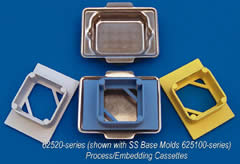 62520-series (shown with SS Base Molds 625100-series)
Process/Embedding Cassettes